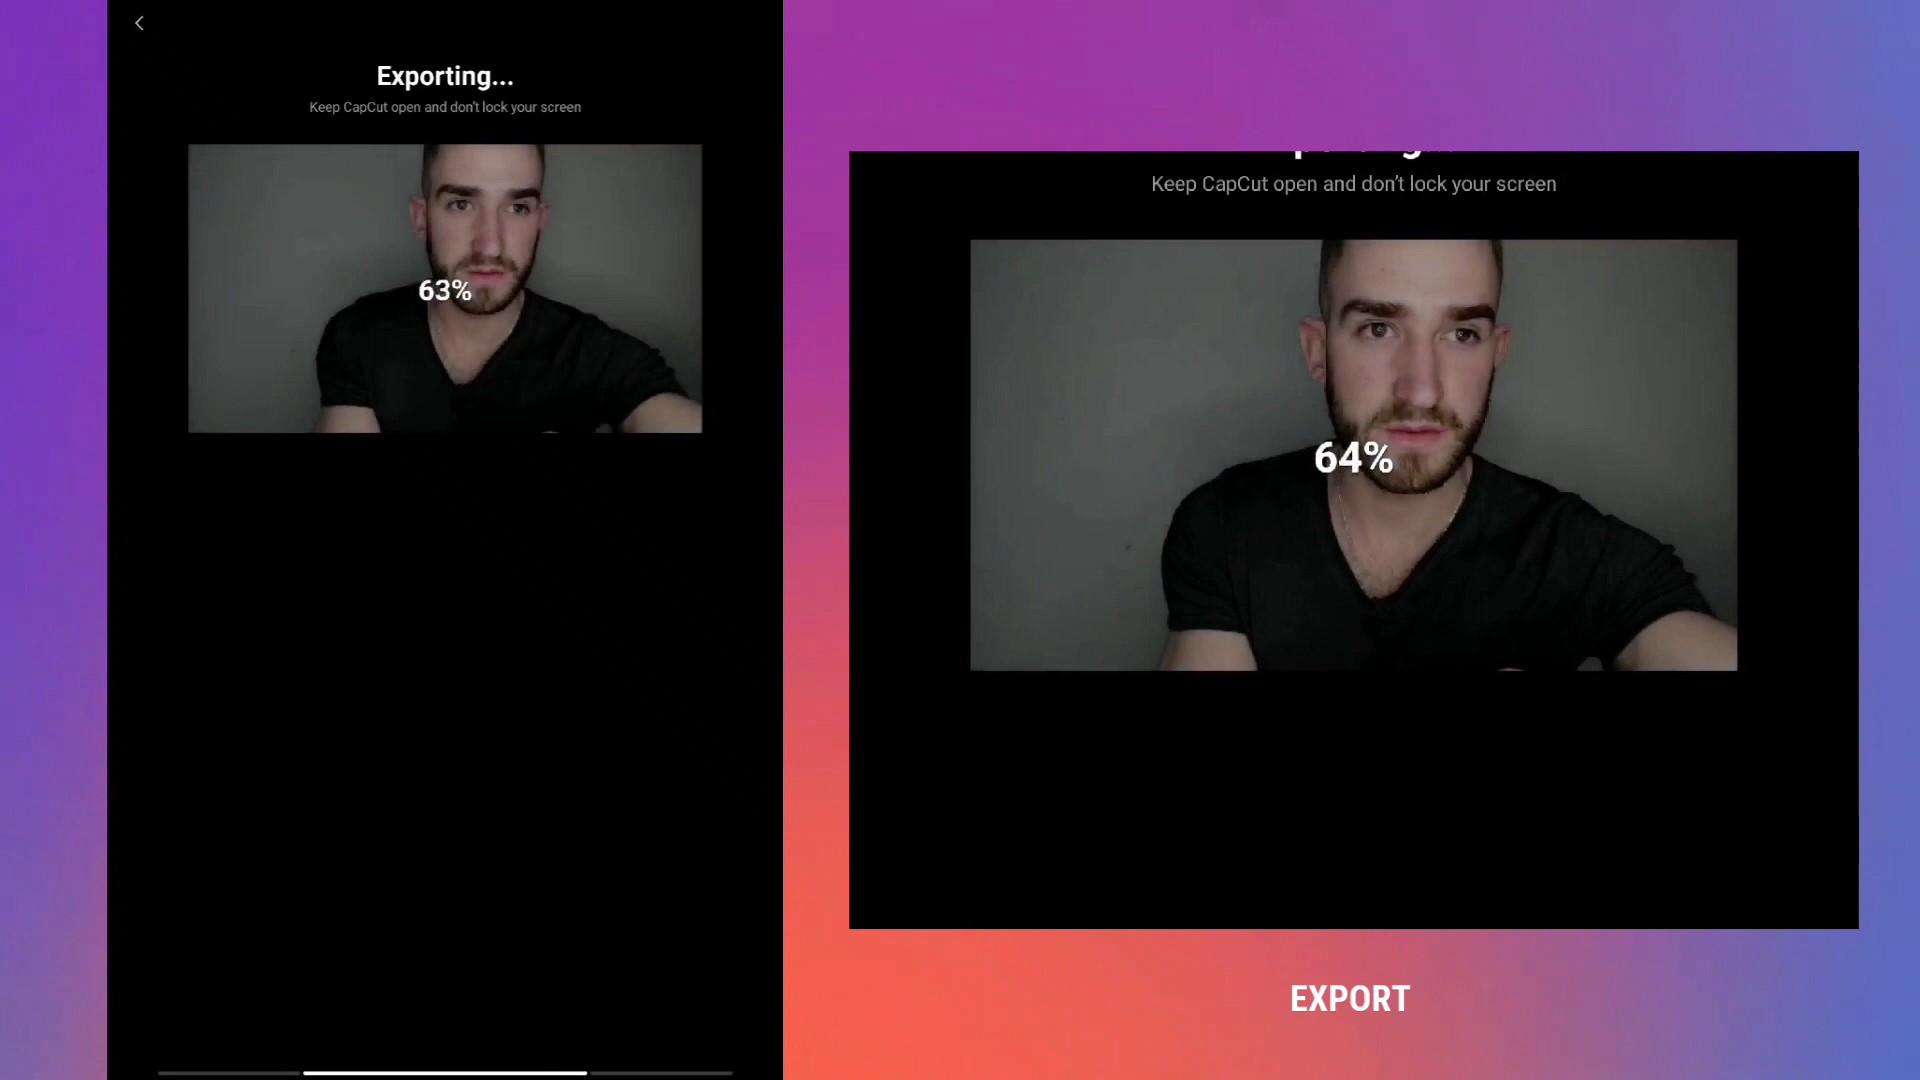 Exporting...
Keep CapCut open and don't lock your screen
63%
Keep CapCut open and don't lock your screen
64%
EXPORT